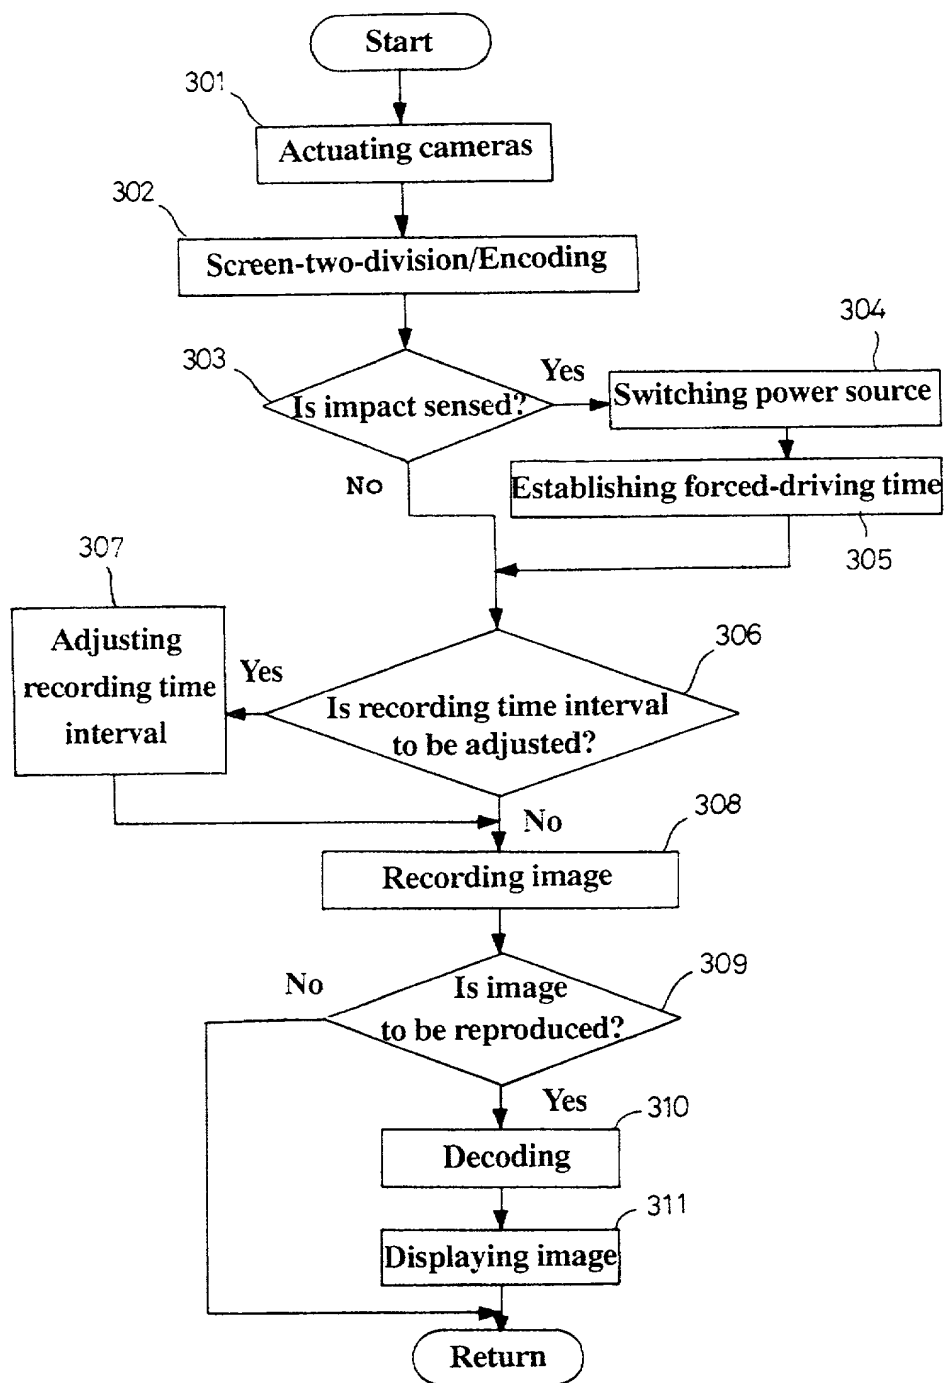 Start
301
Actuating cameras
302
Screen-two-division/Encoding
303
Is impact sensed?
Yes
304
Switching power source
No
Establishing forced-driving time
305
307
Adjusting
recording time
interval
Yes
306
Is recording time interval
to be adjusted?
No
308
Recording image
309
No
Is image
to be reproduced?
Yes
310
Decoding
311
Displaying image
Return